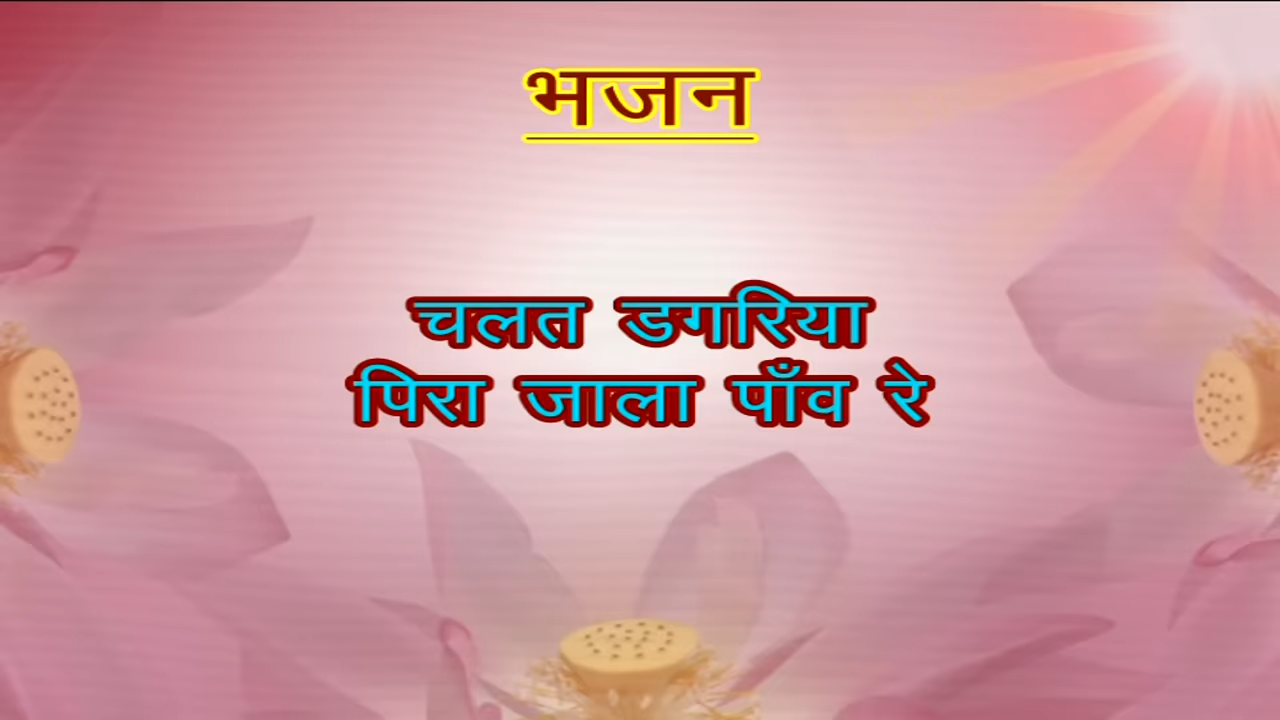 भजन
चलत डगरिया
पिरा जाला पाँव रे